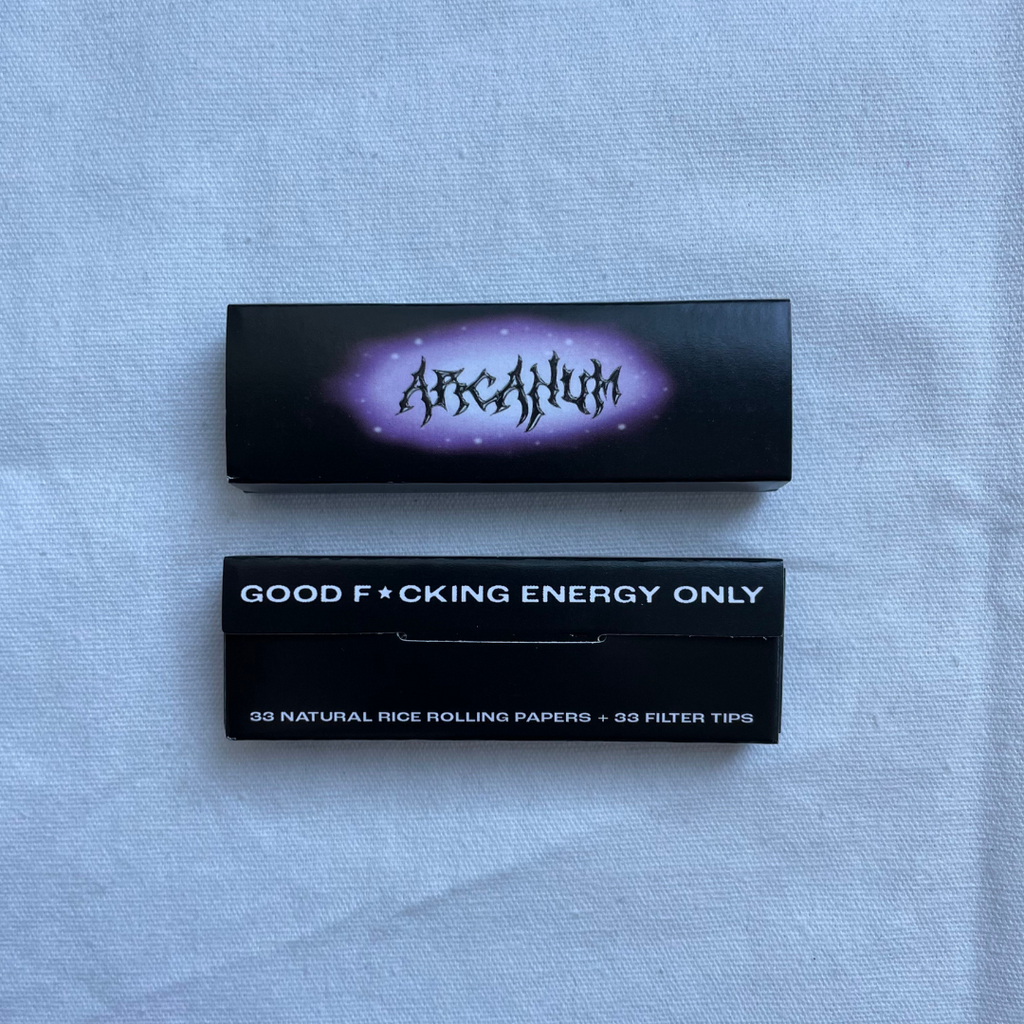 ARCANUM
GOOD F★CKING ENERGY ONLY
33 NATURAL RICE ROLLING PAPERS + 33 FILTER TIPS